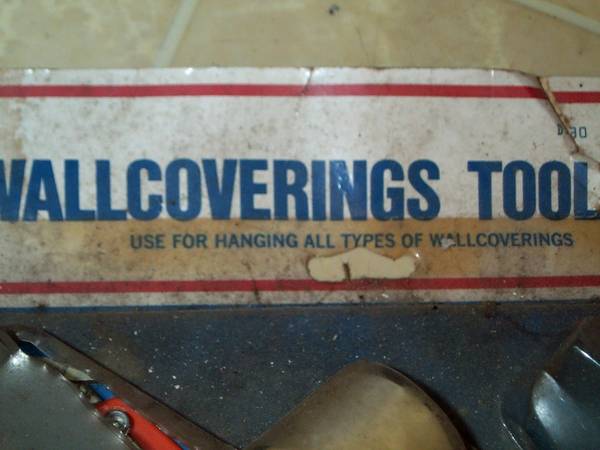 WALLCOVERINGS TOOL
USE FOR HANGING ALL TYPES OF WALLCOVERINGS